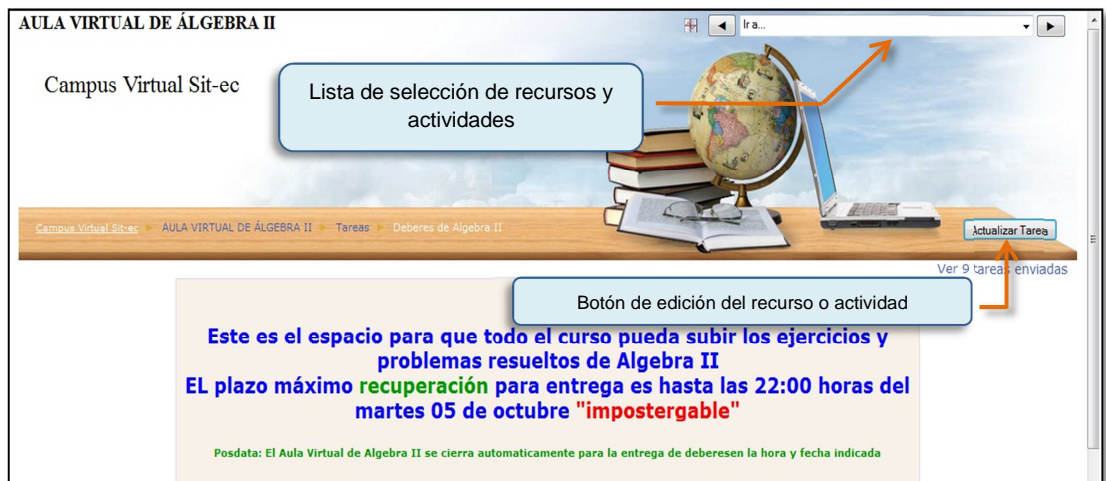 AULA VIRTUAL DE ÁLGEBRA II
Ir a...
Campus Virtual Sit-ec
Lista de selección de recursos y
actividades
Campus Virtual Sit-ec ► AULA VIRTUAL DE ÁLGEBRA II ► Tareas ► Deberes de Algebra II
Actualizar Tarea
Ver 9 tareas enviadas
Botón de edición del recurso o actividad
Este es el espacio para que todo el curso pueda subir los ejercicios y
problemas resueltos de Algebra II
EL plazo máximo recuperación para entrega es hasta las 22:00 horas del
martes 05 de octubre "impostergable"
Posdata: El Aula Virtual de Algebra II se cierra automaticamente para la entrega de deberesen la hora y fecha indicada